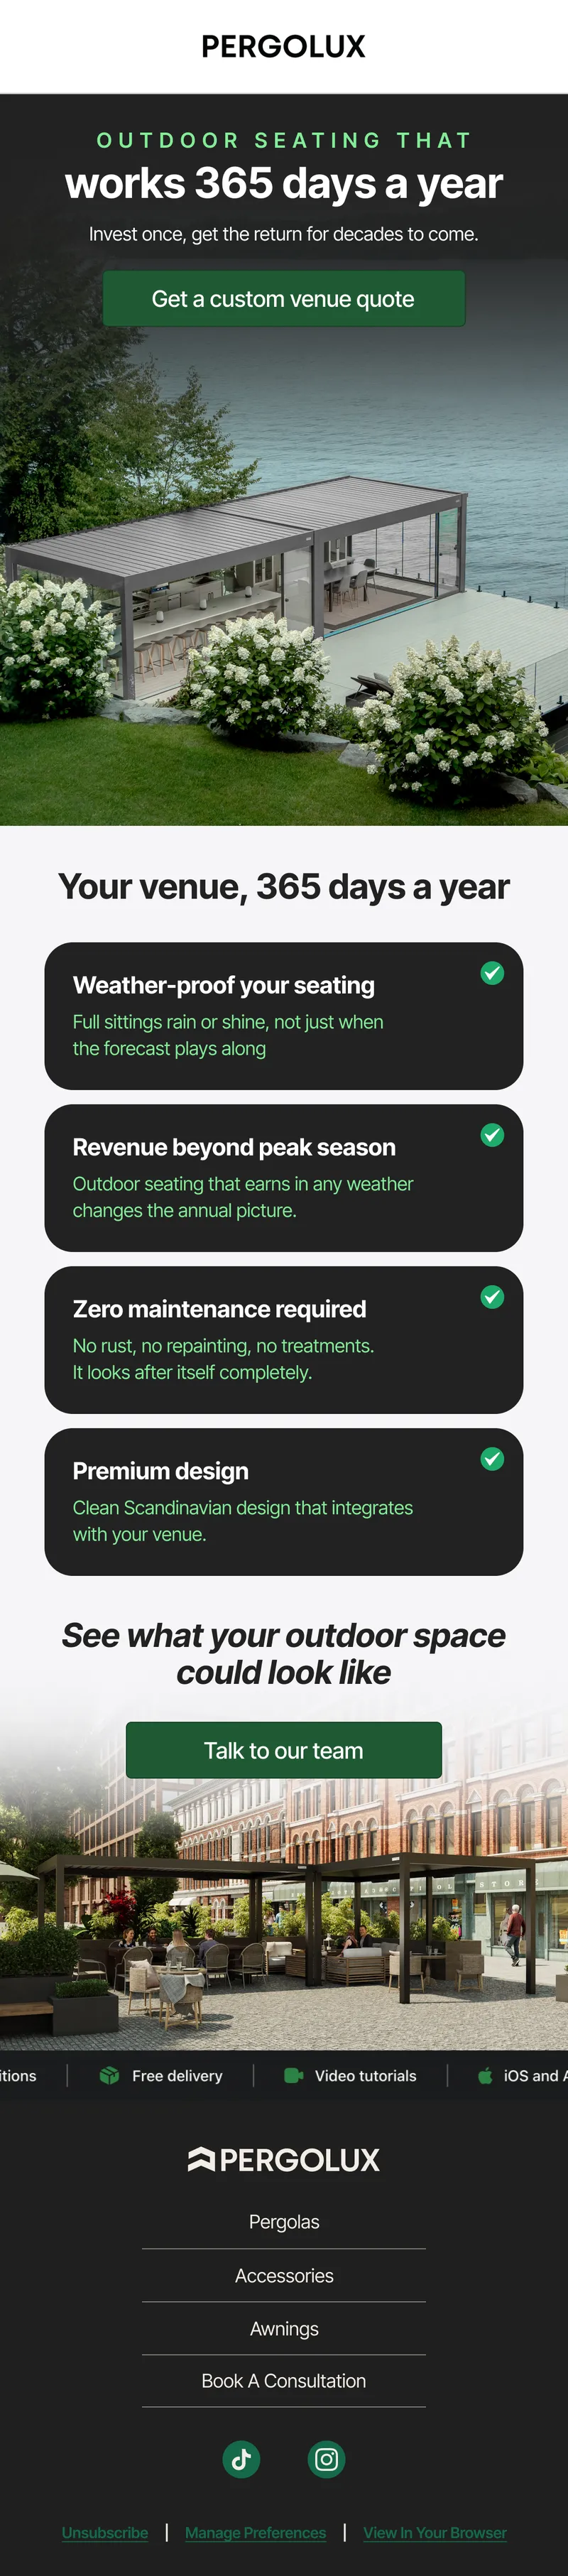 PERGOLUX
OUTDOOR SEATING THAT
works 365 days a year
Invest once, get the return for decades to come.
Get a custom venue quote
Your venue, 365 days a year
Weather-proof your seating
Full sittings rain or shine, not just when
the forecast plays along
Revenue beyond peak season
Outdoor seating that earns in any weather
changes the annual picture.
Zero maintenance required
No rust, no repainting, no treatments.
It looks after itself completely.
Premium design
Clean Scandinavian design that integrates
with your venue.
See what your outdoor space
could look like
Talk to our team
itions | Free delivery | Video tutorials | iOS and A
PERGOLUX
Pergolas
Accessories
Awnings
Book A Consultation
Unsubscribe | Manage Preferences | View In Your Browser